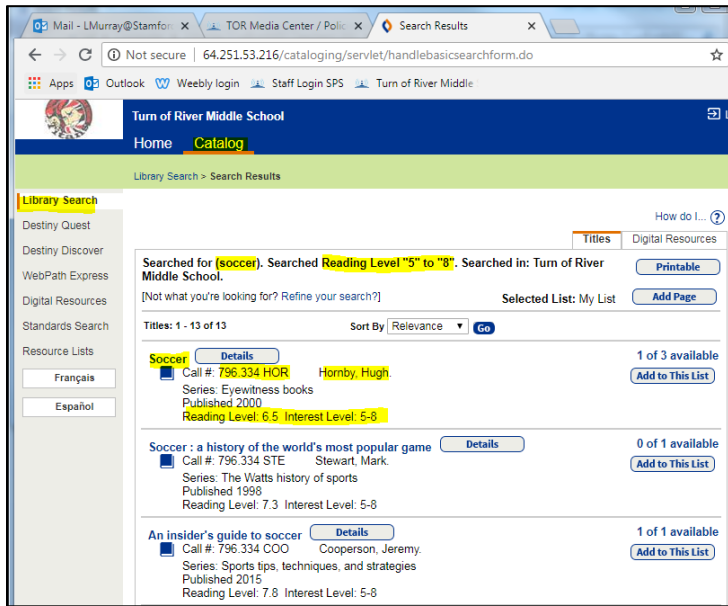 Mail - LMurray@Stamfor
TOR Media Center / Polic
Search Results
Not secure | 64.251.53.216/cataloging/servlet/handlebasicsearchform.do
Apps Outlook Weebly login Staff Login SPS Turn of River Middle
Turn of River Middle School
Home Catalog
Library Search > Search Results
Library Search
Destiny Quest
Destiny Discover
WebPath Express
Digital Resources
Standards Search
Resource Lists
Français
Español
How do I... ?
Titles Digital Resources
Searched for (soccer). Searched Reading Level "5" to "8". Searched in: Turn of River
Middle School.
Printable
[Not what you're looking for? Refine your search?]
Selected List: My List
Add Page
Titles: 1 - 13 of 13
Sort By Relevance Go
Soccer Details
1 of 3 available
Call #: 796.334 HOR Hornby, Hugh.
Add to This List
Series: Eyewitness books
Published 2000
Reading Level: 6.5 Interest Level: 5-8
Soccer : a history of the world's most popular game Details
0 of 1 available
Call #: 796.334 STE Stewart, Mark.
Add to This List
Series: The Watts history of sports
Published 1998
Reading Level: 7.3 Interest Level: 5-8
An insider's guide to soccer Details
1 of 1 available
Call #: 796.334 COO Cooperson, Jeremy.
Add to This List
Series: Sports tips, techniques, and strategies
Published 2015
Reading Level: 7.8 Interest Level: 5-8